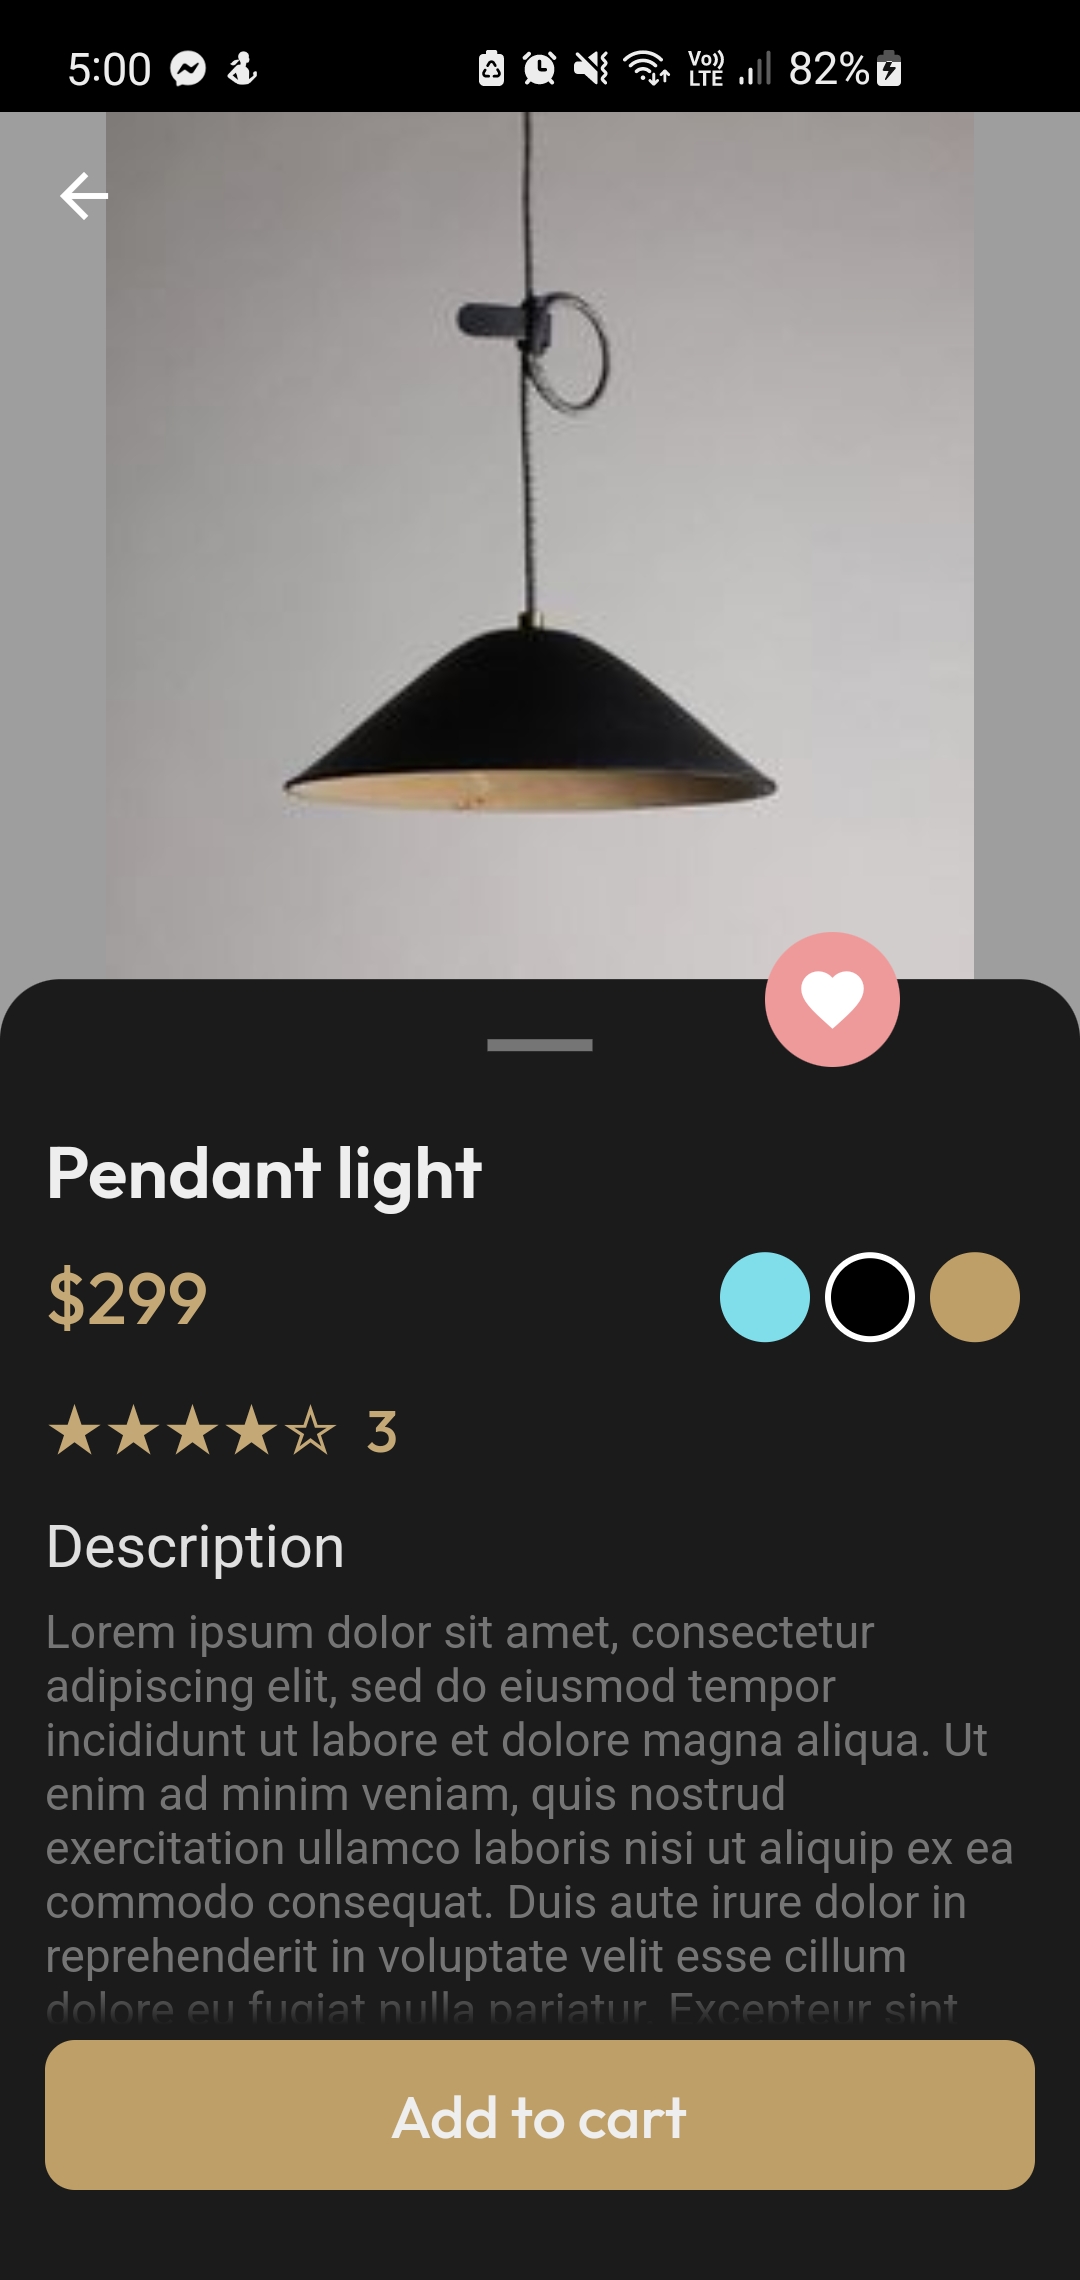 5:00 Vo)) LTE 82%
Pendant light
$299
★★★★☆ 3
Description
Lorem ipsum dolor sit amet, consectetur
adipiscing elit, sed do eiusmod tempor
incididunt ut labore et dolore magna aliqua. Ut
enim ad minim veniam, quis nostrud
exercitation ullamco laboris nisi ut aliquip ex ea
commodo consequat. Duis aute irure dolor in
reprehenderit in voluptate velit esse cillum
dolore eu fugiat nulla pariatur. Excepteur sint
Add to cart